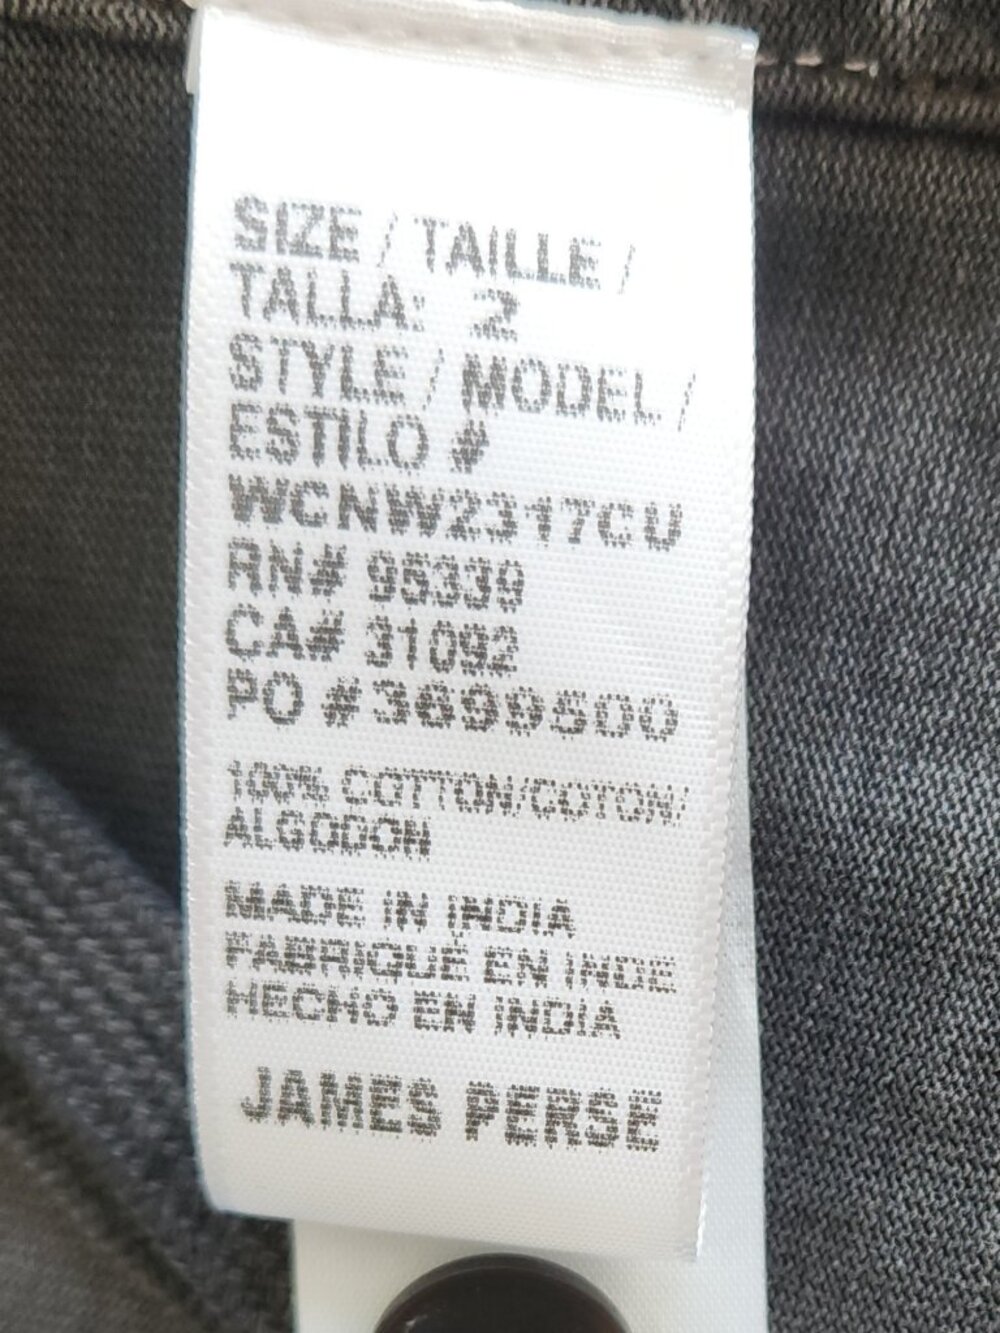 SIZE / TAILLE /
TALLA: 2
STYLE / MODEL /
ESTILO #
WCNW2317CU
RN# 95339
CA# 31092
PO #36995DO
100% COTTON/COTON/
ALGODON
MADE IN INDIA
FABRIQUÉ EN INDE
HECHO EN INDIA
JAMES PERSE